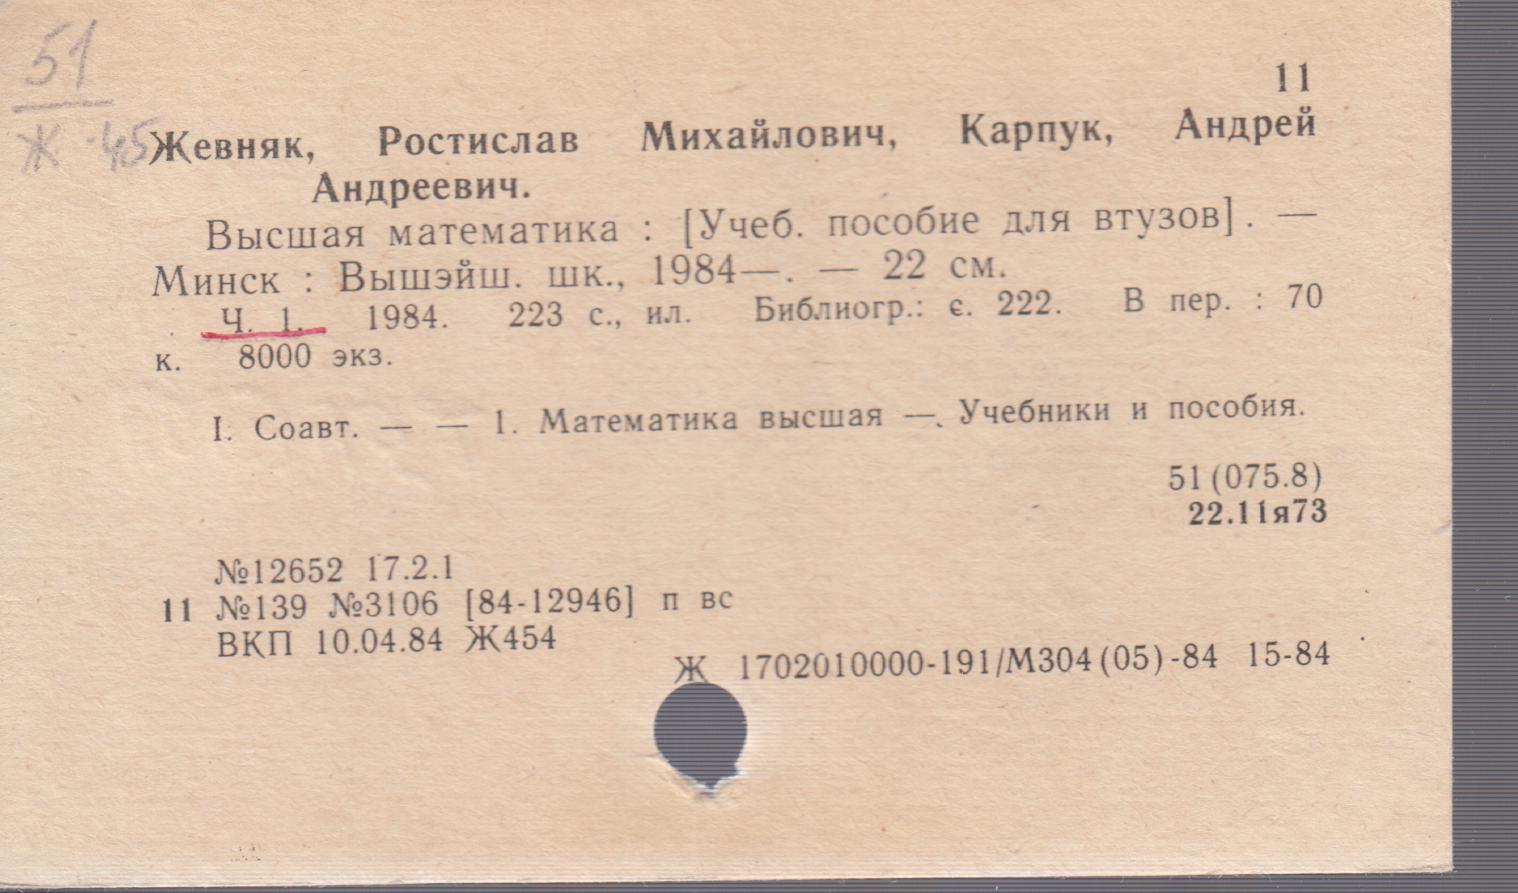 51
Ж-45
11
Жевняк, Ростислав Михайлович, Карпук, Андрей
Андреевич.
Высшая математика : [Учеб. пособие для втузов]. —
Минск : Вышэйш. шк., 1984—. — 22 см.
Ч. 1. 1984. 223 с., ил. Библиогр.: с. 222. В пер. : 70
к. 8000 экз.
I. Соавт. — — 1. Математика высшая — Учебники и пособия.
51(075.8)
22.11я73
№12652 17.2.1
11 №139 №3106 [84-12946] п вс
ВКП 10.04.84 Ж454
Ж 1702010000-191/М304(05)-84 15-84